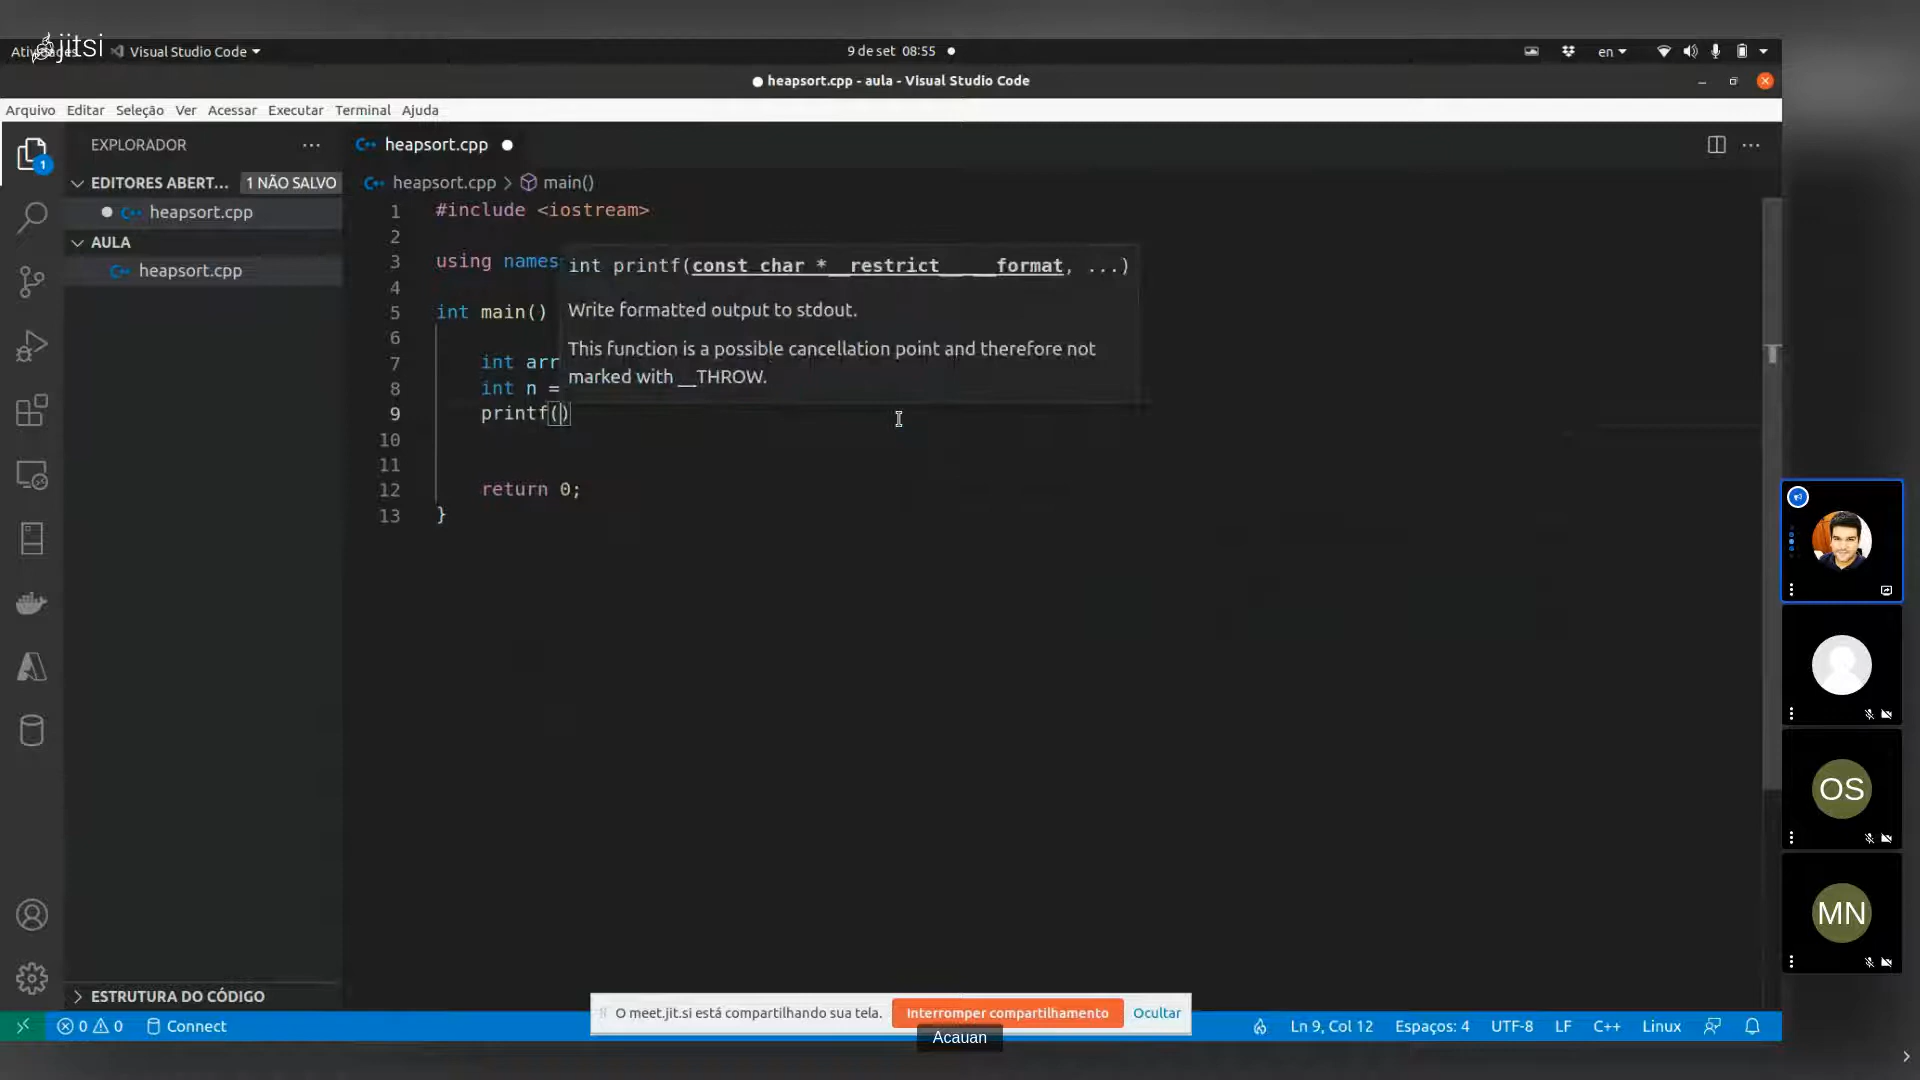 jitsi
Visual Studio Code
9 de set 08:55
en
heapsort.cpp - aula - Visual Studio Code
Arquivo Editar Seleção Ver Acessar Executar Terminal Ajuda
EXPLORADOR
1
EDITORES ABERT... 1 NÃO SALVO
heapsort.cpp
AULA
heapsort.cpp
ESTRUTURA DO CÓDIGO
heapsort.cpp
heapsort.cpp > main()
1 #include <iostream>
2
3 using names
4
5 int main()
6
7 int arr
8 int n =
9 printf()
10
11
12 return 0;
13 }
int printf(const char *__restrict__ __format, ...)
Write formatted output to stdout.
This function is a possible cancellation point and therefore not
marked with __THROW.
OS
MN
O meet.jit.si está compartilhando sua tela. Interromper compartilhamento Ocultar
0 0 Connect
Ln 9, Col 12 Espaços: 4 UTF-8 LF C++ Linux
Acauan